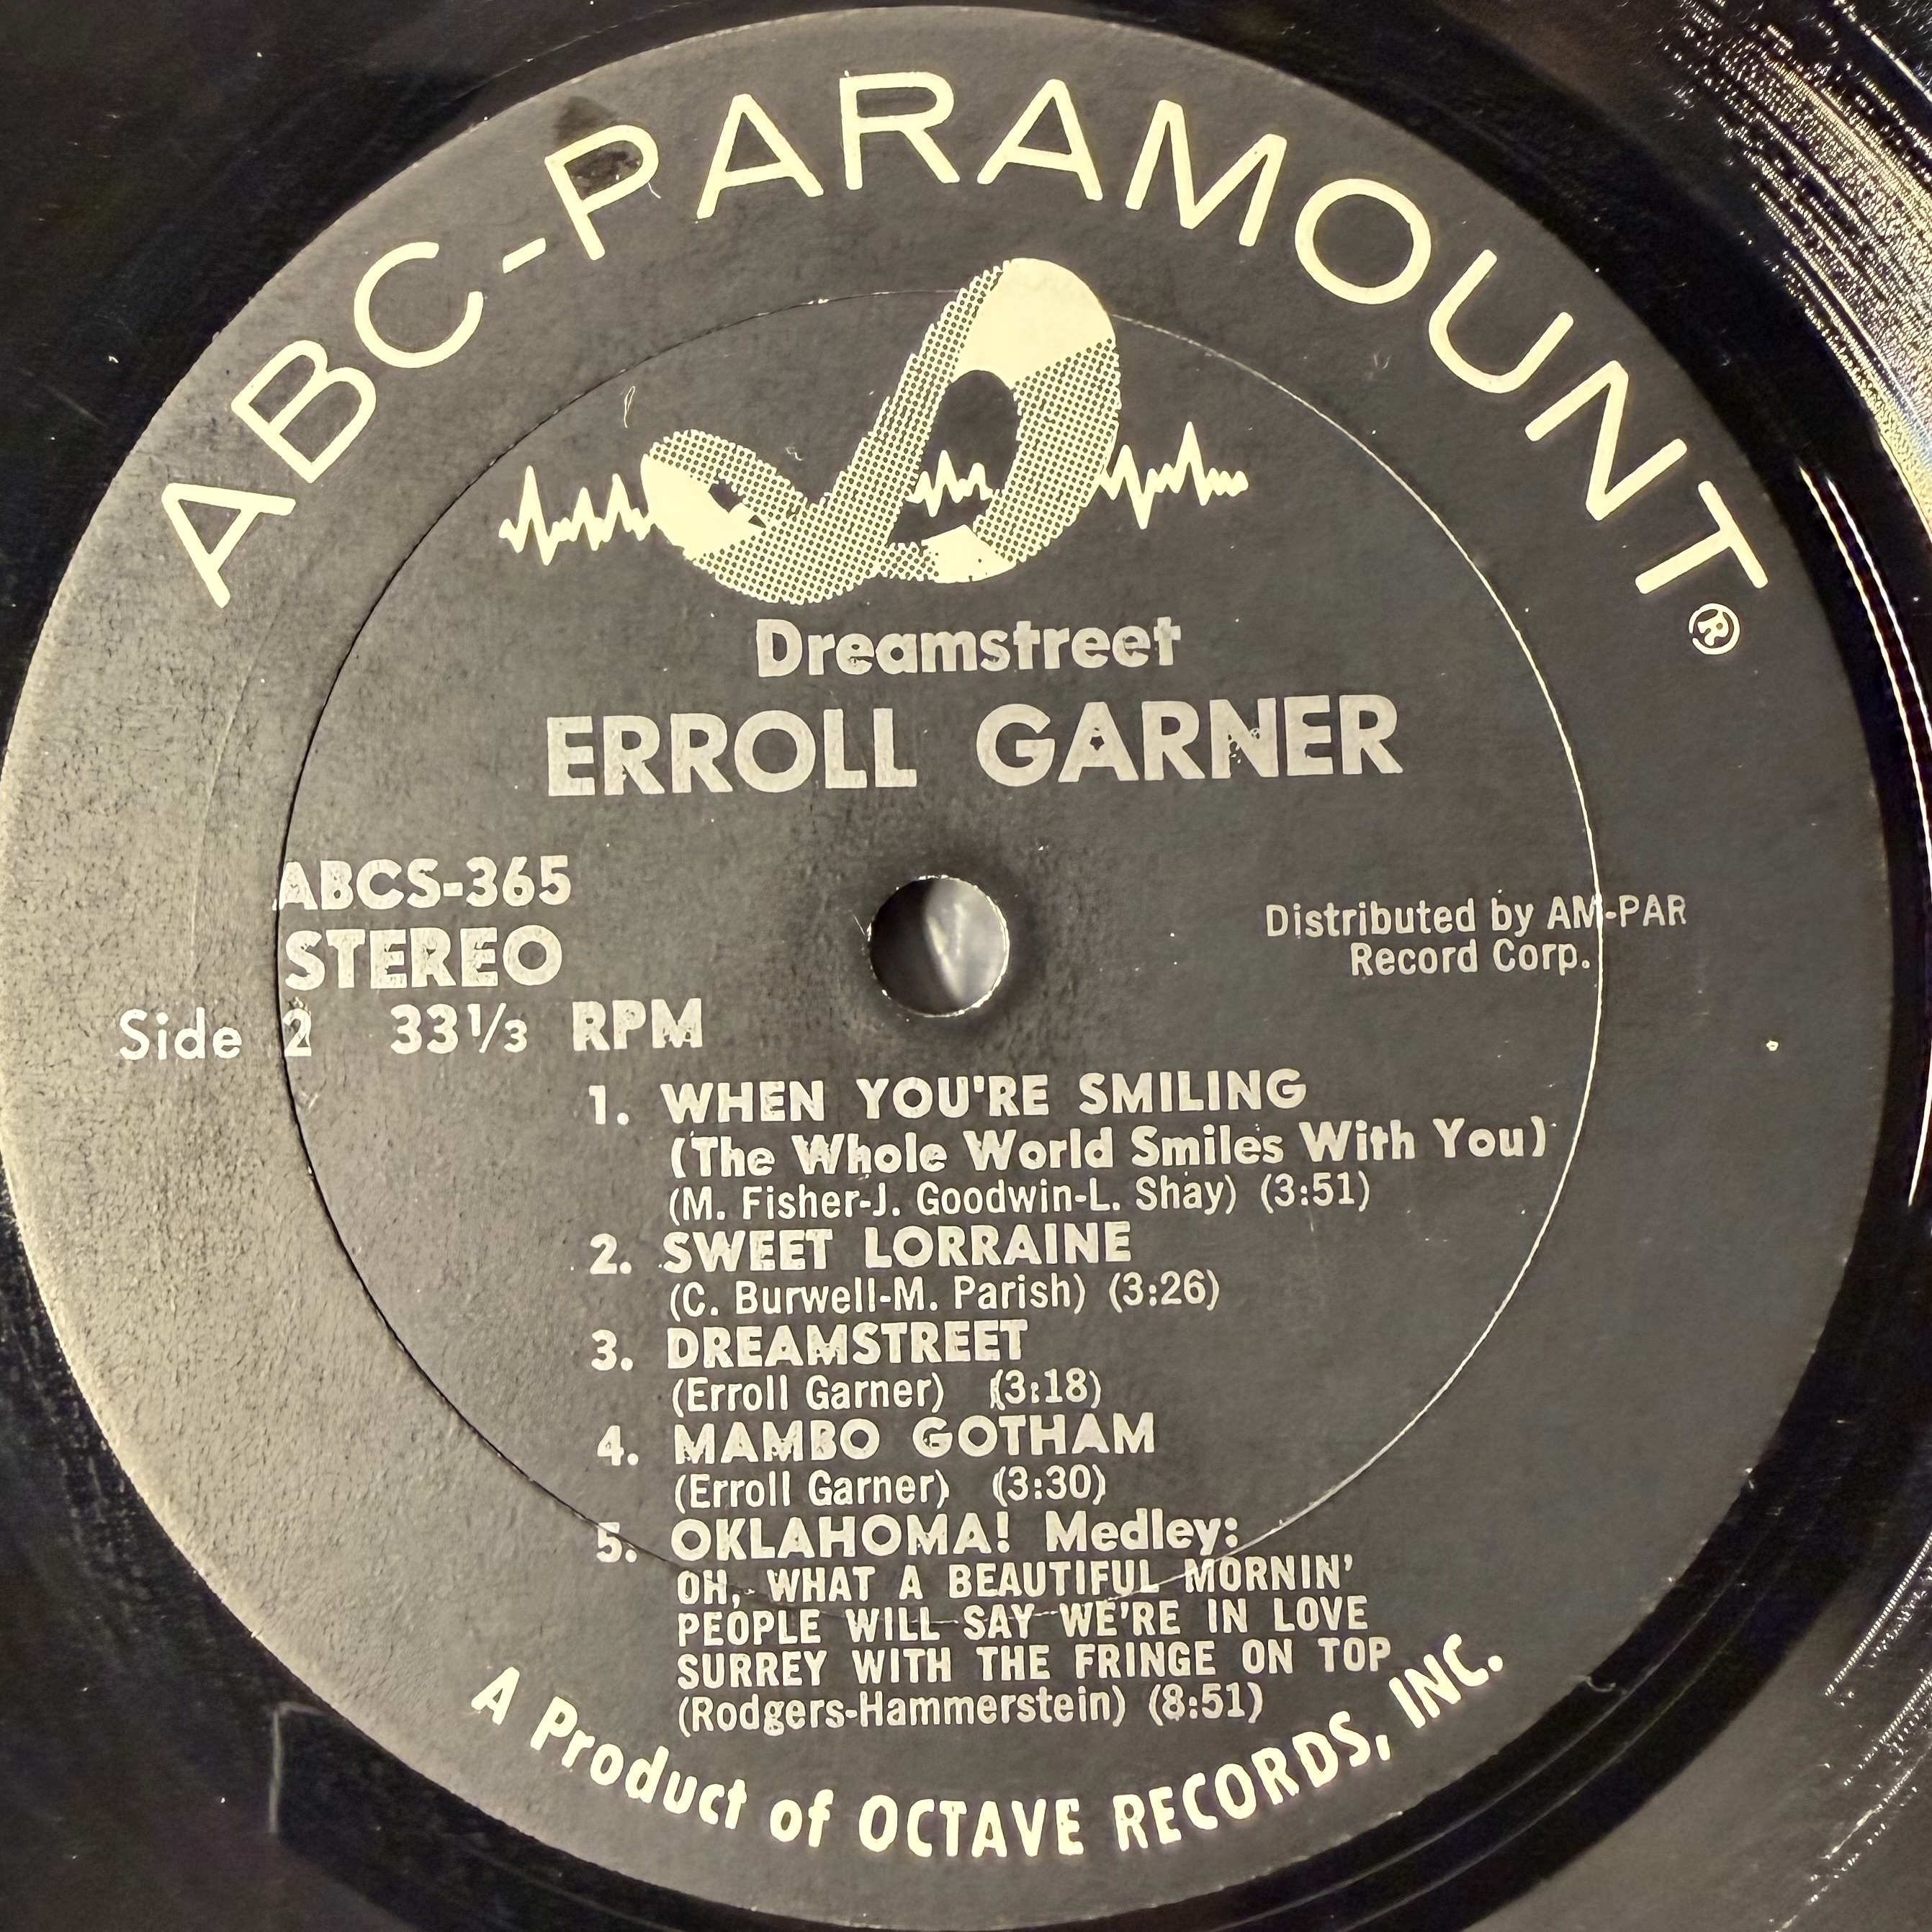 ABC-PARAMOUNT®
Dreamstreet
ERROLL GARNER
ABCS-365
STEREO
Side 2 33⅓ RPM
Distributed by AM-PAR
Record Corp.
1. WHEN YOU'RE SMILING
(The Whole World Smiles With You)
(M. Fisher-J. Goodwin-L. Shay) (3:51)
2. SWEET LORRAINE
(C. Burwell-M. Parish) (3:26)
3. DREAMSTREET
(Erroll Garner) (3:18)
4. MAMBO GOTHAM
(Erroll Garner) (3:30)
5. OKLAHOMA! Medley:
OH, WHAT A BEAUTIFUL MORNIN'
PEOPLE WILL SAY WE'RE IN LOVE
SURREY WITH THE FRINGE ON TOP
(Rodgers-Hammerstein) (8:51)
A Product of OCTAVE RECORDS, INC.